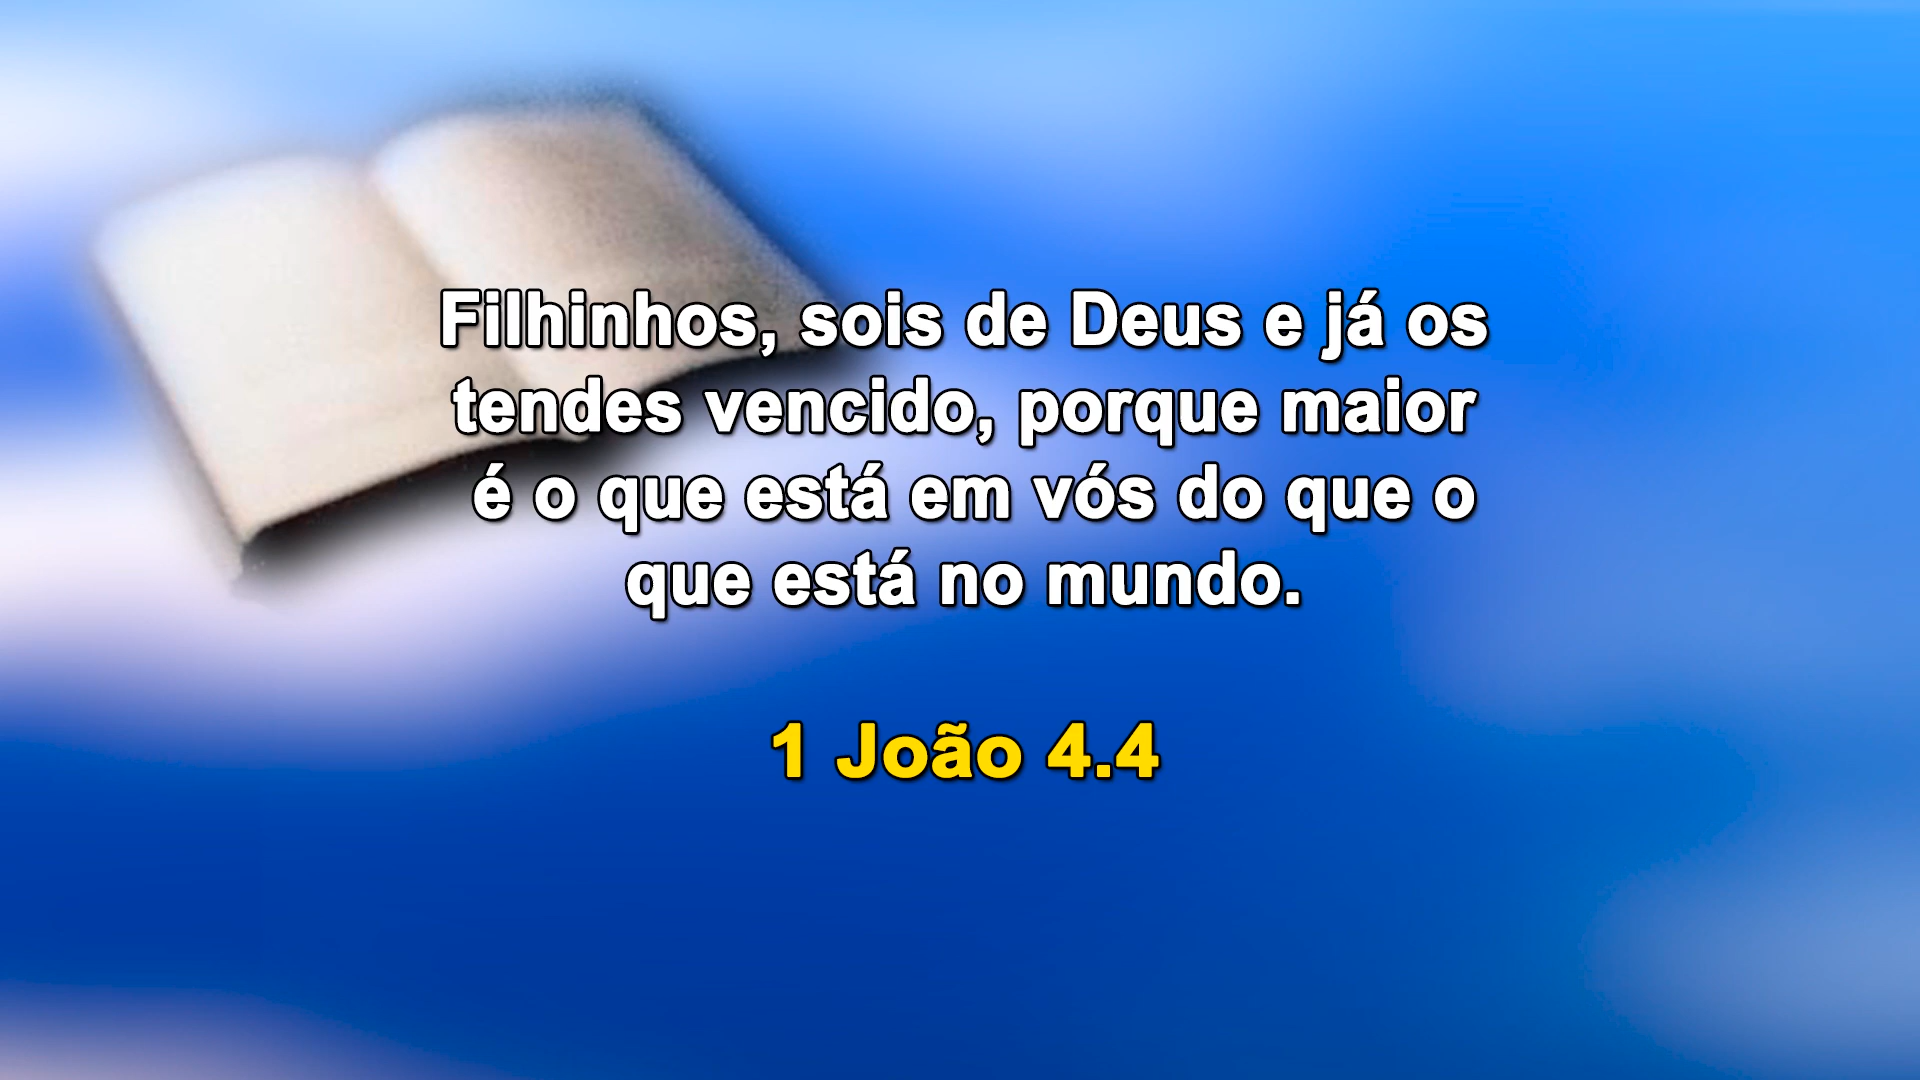 Filhinhos, sois de Deus e já os
tendes vencido, porque maior
é o que está em vós do que o
que está no mundo.
1 João 4.4